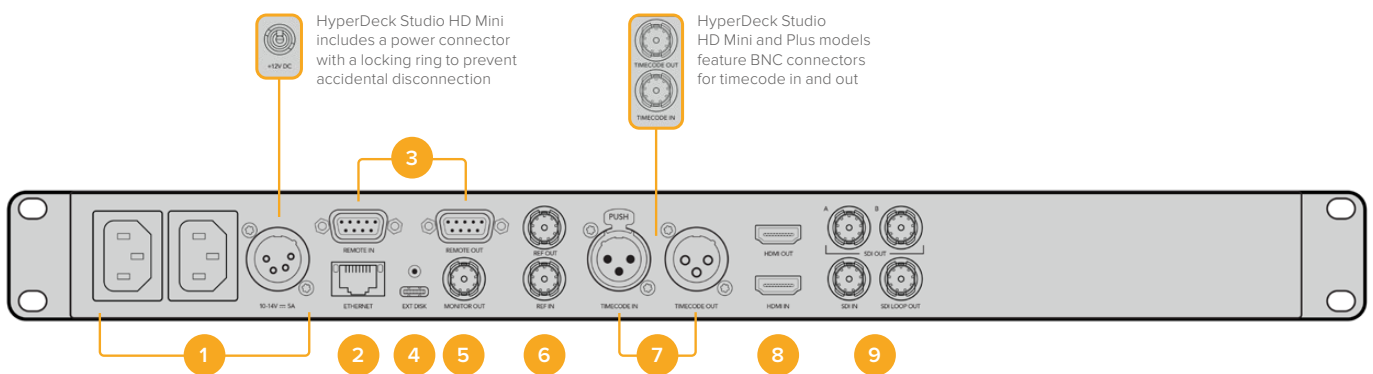 HyperDeck Studio HD Mini
includes a power connector
with a locking ring to prevent
accidental disconnection
+12V DC
HyperDeck Studio
HD Mini and Plus models
feature BNC connectors
for timecode in and out
TIMECODE OUT
TIMECODE IN
3
PUSH
A
B
REMOTE IN
REMOTE OUT
REF OUT
HDMI OUT
SDI OUT
10-14V ⎓ 5A
ETHERNET
EXT DISK
MONITOR OUT
REF IN
TIMECODE IN
TIMECODE OUT
HDMI IN
SDI IN
SDI LOOP OUT
1
2
4
5
6
7
8
9